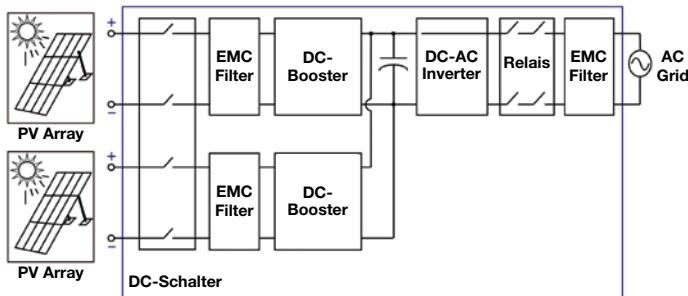 +
−
PV Array
EMC
Filter
DC-
Booster
DC-AC
Inverter
Relais
EMC
Filter
AC
Grid
+
−
PV Array
EMC
Filter
DC-
Booster
DC-Schalter